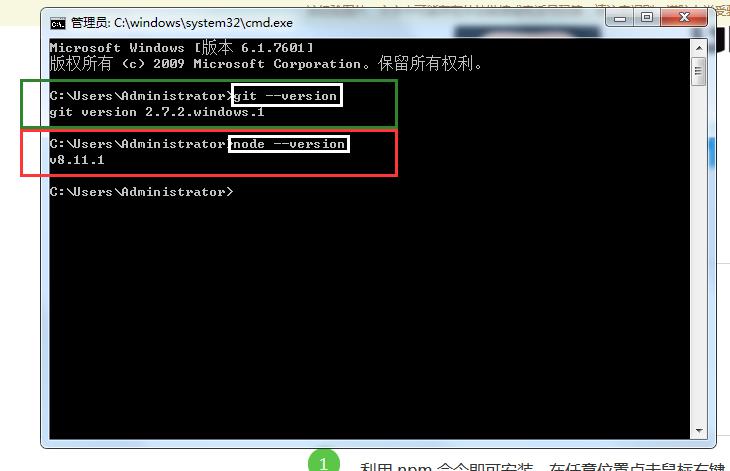 管理员: C:\windows\system32\cmd.exe
Microsoft Windows [版本 6.1.7601]
版权所有 (c) 2009 Microsoft Corporation。保留所有权利。
C:\Users\Administrator>git --version
git version 2.7.2.windows.1
C:\Users\Administrator>node --version
v8.11.1
C:\Users\Administrator>
1
利用 npm 命令即可安装。在任意位置点击鼠标右键